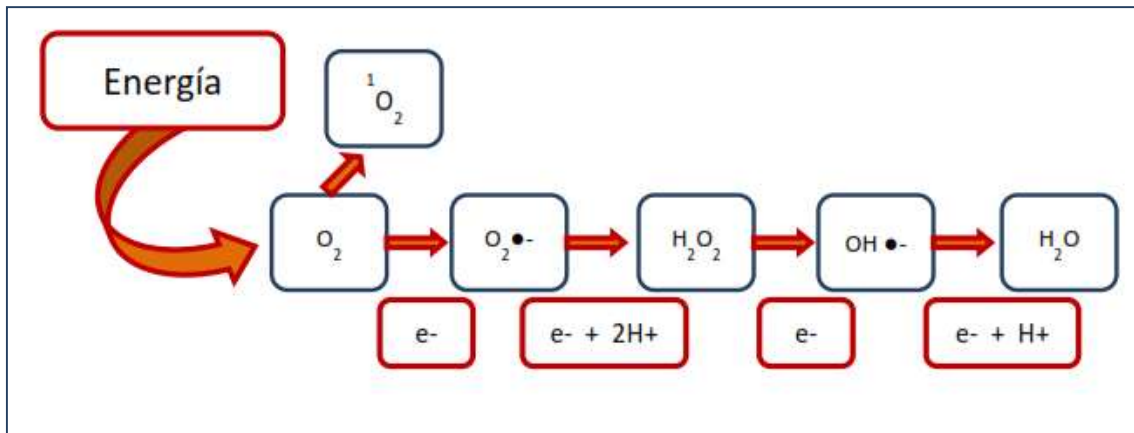 Energía
¹O₂
O₂
O₂●-
H₂O₂
OH ●-
H₂O
e-
e- + 2H+
e-
e- + H+